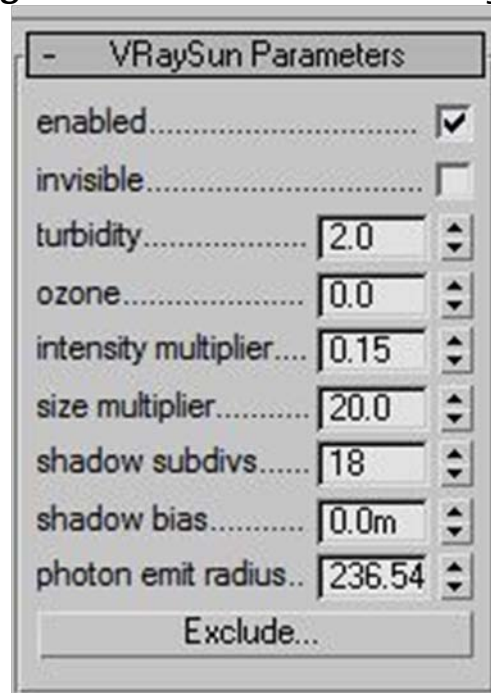 - VRaySun Parameters
enabled..............................
invisible..............................
turbidity.................. 2.0
ozone..................... 0.0
intensity multiplier.... 0.15
size multiplier.......... 20.0
shadow subdivs...... 18
shadow bias........... 0.0m
photon emit radius.. 236.54
Exclude...